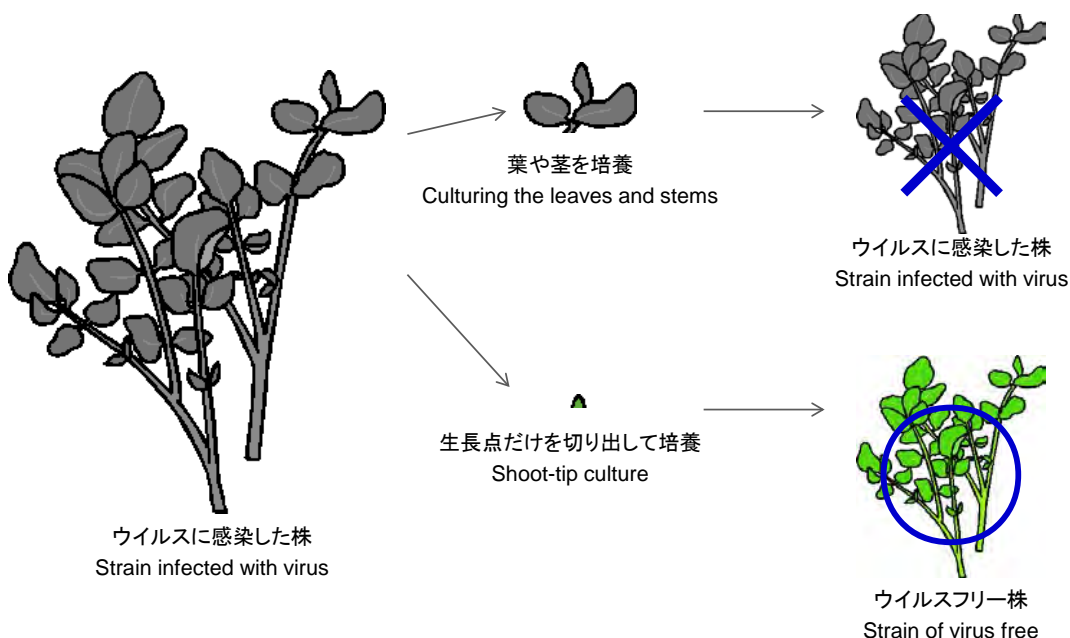 葉や茎を培養
Culturing the leaves and stems
ウイルスに感染した株
Strain infected with virus
生長点だけを切り出して培養
Shoot-tip culture
ウイルスに感染した株
Strain infected with virus
ウイルスフリー株
Strain of virus free